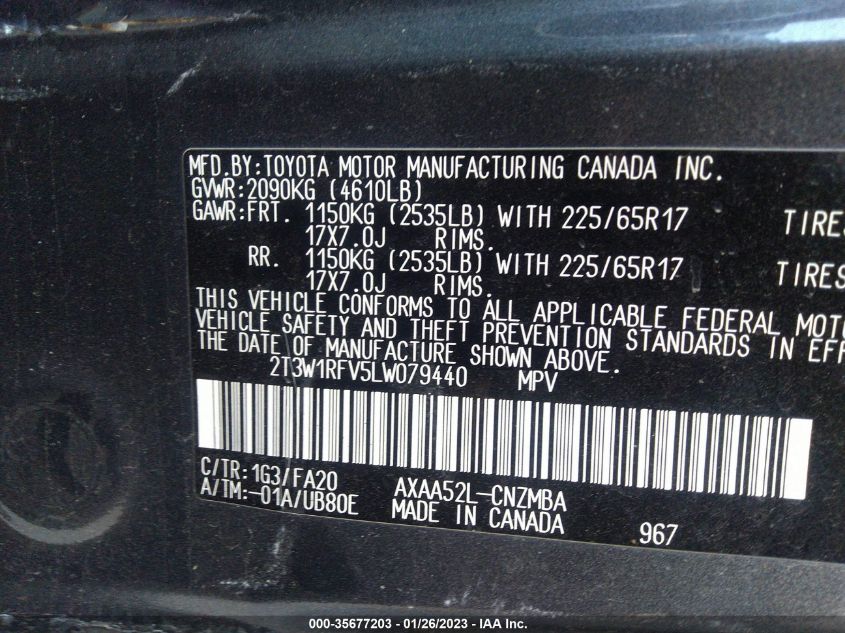 MFD.BY:TOYOTA MOTOR MANUFACTURING CANADA INC.
GVWR:2090KG (4610LB)
GAWR:FRT. 1150KG (2535LB) WITH 225/65R17 TIRES
17X7.0J RIMS.
RR. 1150KG (2535LB) WITH 225/65R17 TIRES
17X7.0J RIMS.
THIS VEHICLE CONFORMS TO ALL APPLICABLE FEDERAL MOTO
VEHICLE SAFETY AND THEFT PREVENTION STANDARDS IN EFF
THE DATE OF MANUFACTURE SHOWN ABOVE.
2T3W1RFV5LW079440 MPV
C/TR:1G3/FA20 AXAA52L-CNZMBA
A/TM:-01A/UB80E MADE IN CANADA 967
000-35677203 - 01/26/2023 - IAA Inc.